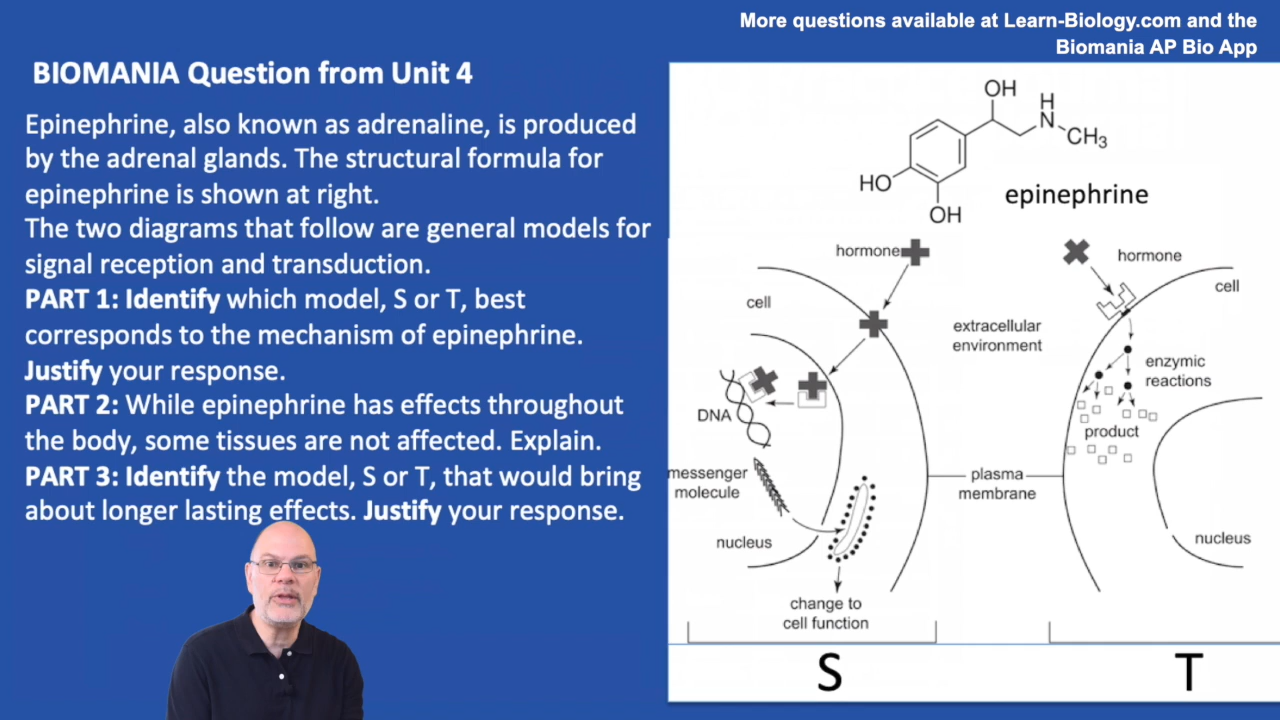 More questions available at Learn-Biology.com and the
Biomania AP Bio App
BIOMANIA Question from Unit 4
Epinephrine, also known as adrenaline, is produced
by the adrenal glands. The structural formula for
epinephrine is shown at right.
The two diagrams that follow are general models for
signal reception and transduction.
PART 1: Identify which model, S or T, best
corresponds to the mechanism of epinephrine.
Justify your response.
PART 2: While epinephrine has effects throughout
the body, some tissues are not affected. Explain.
PART 3: Identify the model, S or T, that would bring
about longer lasting effects. Justify your response.
OH
H
N
CH3
HO
OH
epinephrine
hormone
cell
DNA
messenger
molecule
nucleus
change to
cell function
extracellular
environment
plasma
membrane
hormone
cell
enzymic
reactions
product
nucleus
S
T